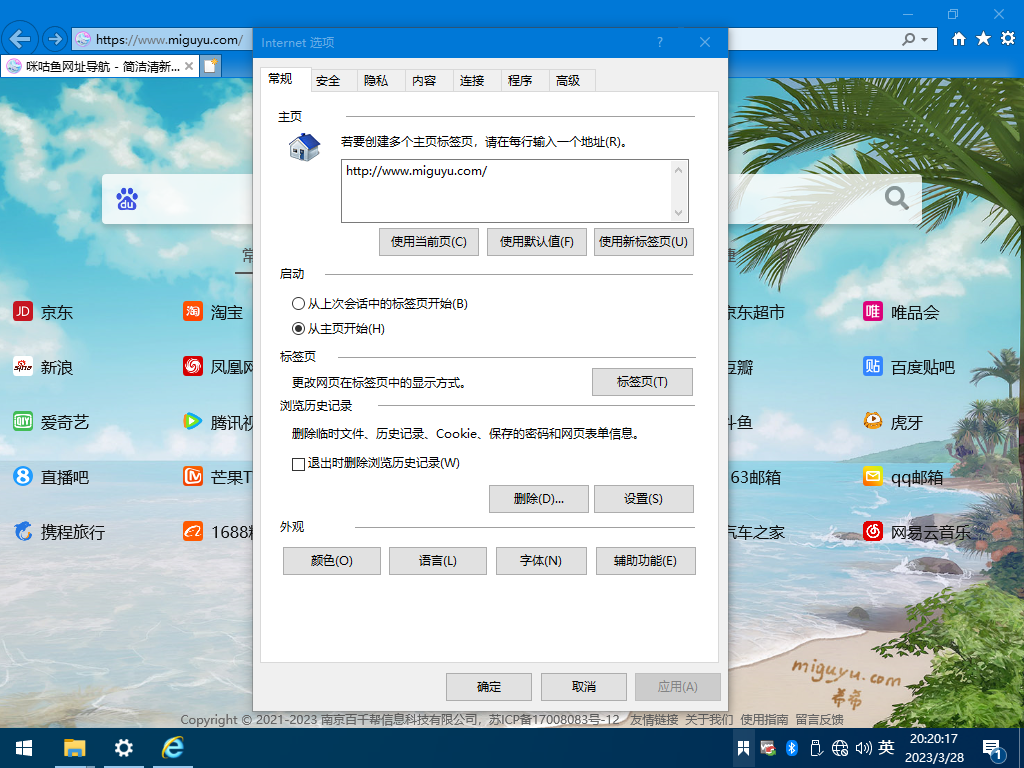 Internet 选项
https://www.miguyu.com/
咪咕鱼网址导航 - 简洁清新...
常规 安全 隐私 内容 连接 程序 高级
主页
若要创建多个主页标签页，请在每行输入一个地址(R)。
http://www.miguyu.com/
du
使用当前页(C) 使用默认值(F) 使用新标签页(U)
常
启动
从上次会话中的标签页开始(B)
JD 京东 淘 淘宝 京东超市 唯 唯品会
从主页开始(H)
标签页
sina 新浪 凤凰网 豆瓣 贴 百度贴吧
更改网页在标签页中的显示方式。 标签页(T)
浏览历史记录
爱奇艺 腾讯视 斗鱼 虎牙
删除临时文件、历史记录、Cookie、保存的密码和网页表单信息。
退出时删除浏览历史记录(W)
8 直播吧 芒果T 63邮箱 qq邮箱
删除(D)... 设置(S)
外观
携程旅行 1688 汽车之家 网易云音乐
颜色(O) 语言(L) 字体(N) 辅助功能(E)
miguyu.com
希希
确定 取消 应用(A)
Copyright © 2021-2023 南京百千帮信息科技有限公司，苏ICP备17008083号-12 友情链接 关于我们 使用指南 留言反馈
英 20:20:17
2023/3/28
1